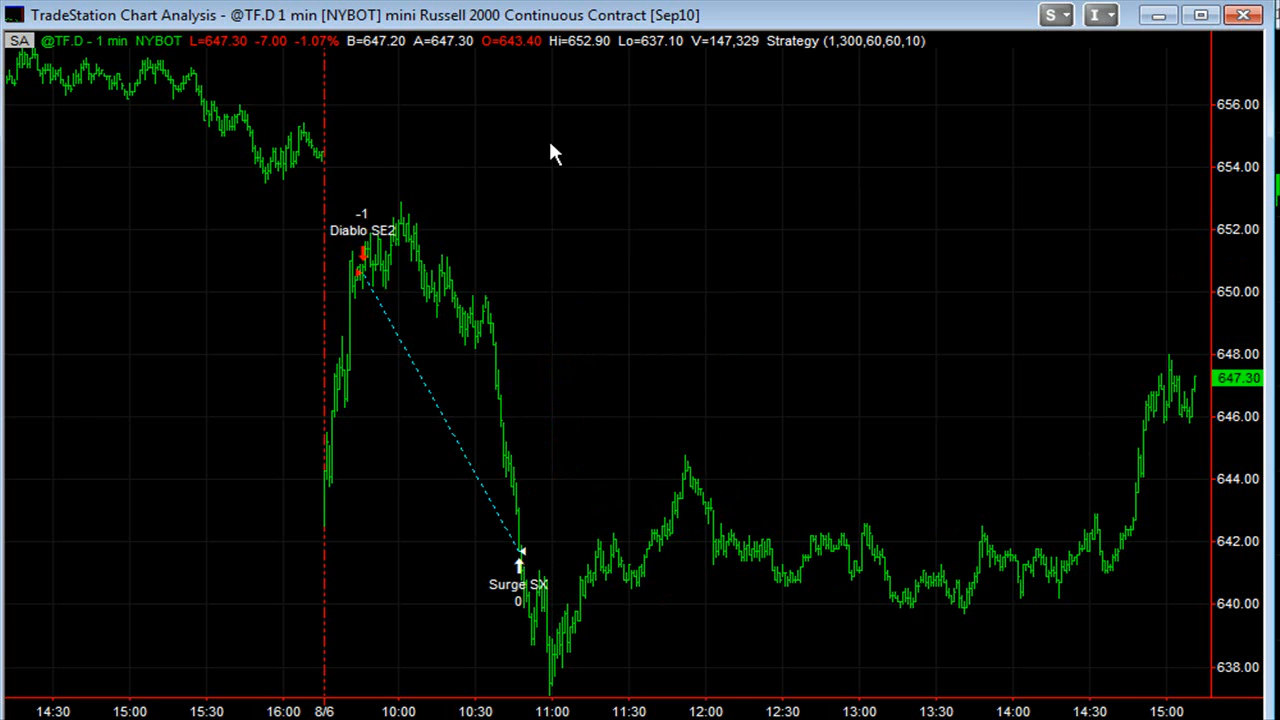 TradeStation Chart Analysis - @TF.D 1 min [NYBOT] mini Russell 2000 Continuous Contract [Sep10]
S
I
SA @TF.D - 1 min NYBOT L=647.30 -7.00 -1.07% B=647.20 A=647.30 O=643.40 Hi=652.90 Lo=637.10 V=147,329 Strategy (1,300,60,60,10)
656.00
654.00
-1
652.00
Diablo SE2
650.00
648.00
647.30
646.00
644.00
642.00
Surge SX
0
640.00
638.00
14:30 15:00 15:30 16:00 8/6 10:00 10:30 11:00 11:30 12:00 12:30 13:00 13:30 14:00 14:30 15:00